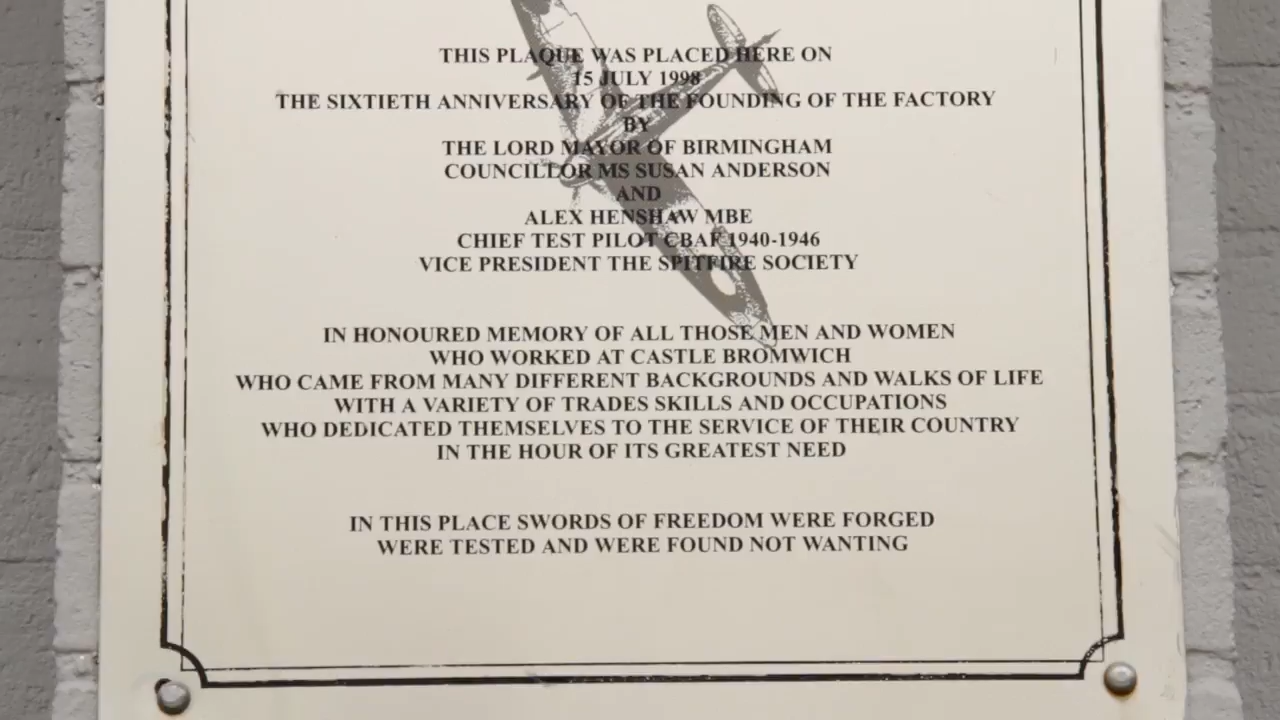 THIS PLAQUE WAS PLACED HERE ON
15 JULY 1998
THE SIXTIETH ANNIVERSARY OF THE FOUNDING OF THE FACTORY
BY
THE LORD MAYOR OF BIRMINGHAM
COUNCILLOR MS SUSAN ANDERSON
AND
ALEX HENSHAW MBE
CHIEF TEST PILOT CBAF 1940-1946
VICE PRESIDENT THE SPITFIRE SOCIETY
IN HONOURED MEMORY OF ALL THOSE MEN AND WOMEN
WHO WORKED AT CASTLE BROMWICH
WHO CAME FROM MANY DIFFERENT BACKGROUNDS AND WALKS OF LIFE
WITH A VARIETY OF TRADES SKILLS AND OCCUPATIONS
WHO DEDICATED THEMSELVES TO THE SERVICE OF THEIR COUNTRY
IN THE HOUR OF ITS GREATEST NEED
IN THIS PLACE SWORDS OF FREEDOM WERE FORGED
WERE TESTED AND WERE FOUND NOT WANTING